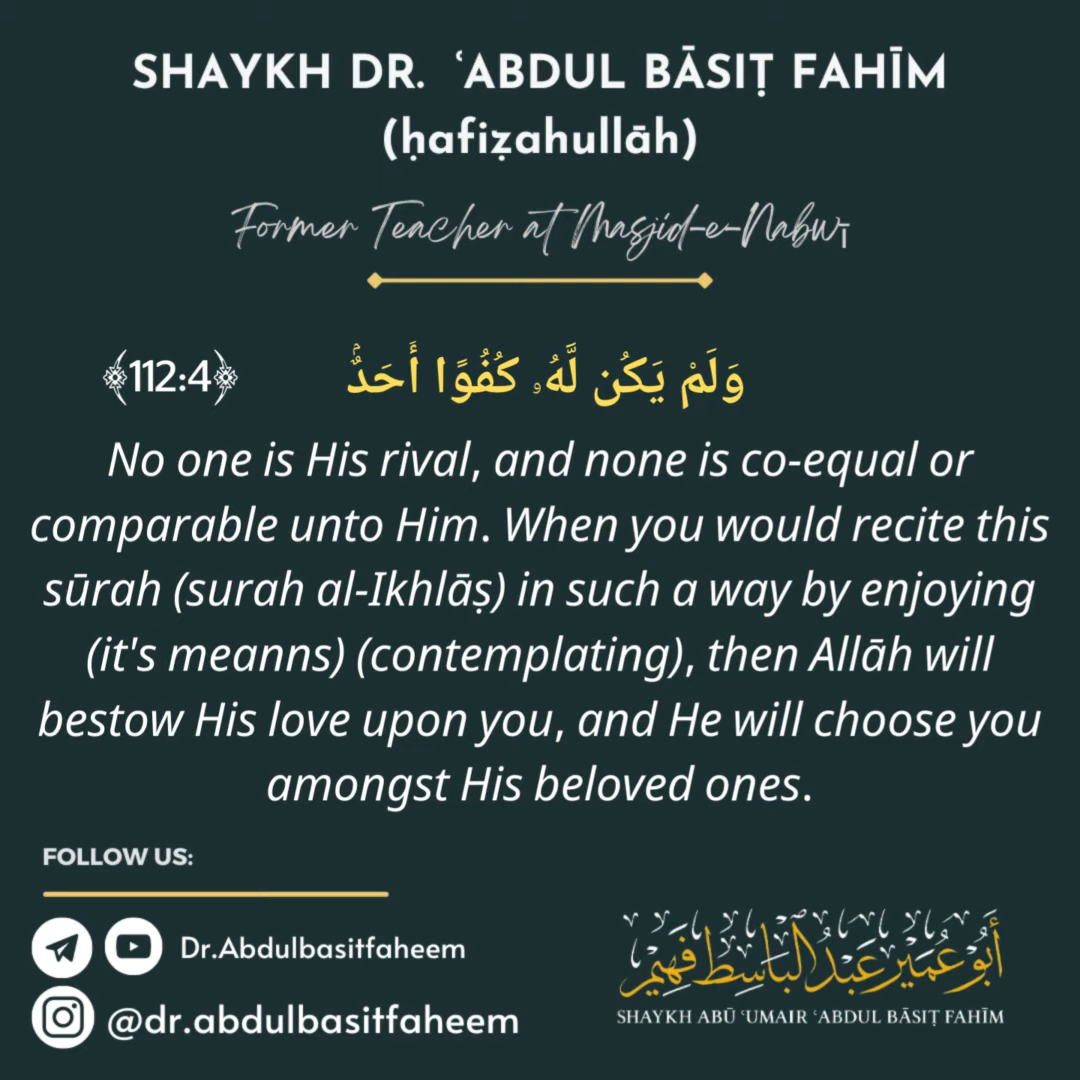 SHAYKH DR. ʿABDUL BĀSIṬ FAHĪM
(ḥafiẓahullāh)
Former Teacher at Masjid-e-Nabwī
﴾112:4﴿ وَلَمْ يَكُن لَّهُۥ كُفُوًا أَحَدٌۢ
No one is His rival, and none is co-equal or
comparable unto Him. When you would recite this
sūrah (surah al-Ikhlāṣ) in such a way by enjoying
(it's meanns) (contemplating), then Allāh will
bestow His love upon you, and He will choose you
amongst His beloved ones.
FOLLOW US:
Dr.Abdulbasitfaheem
@dr.abdulbasitfaheem
أبو عمير عبد الباسط فهيم
SHAYKH ABŪ ʿUMAIR ʿABDUL BĀSIṬ FAHĪM